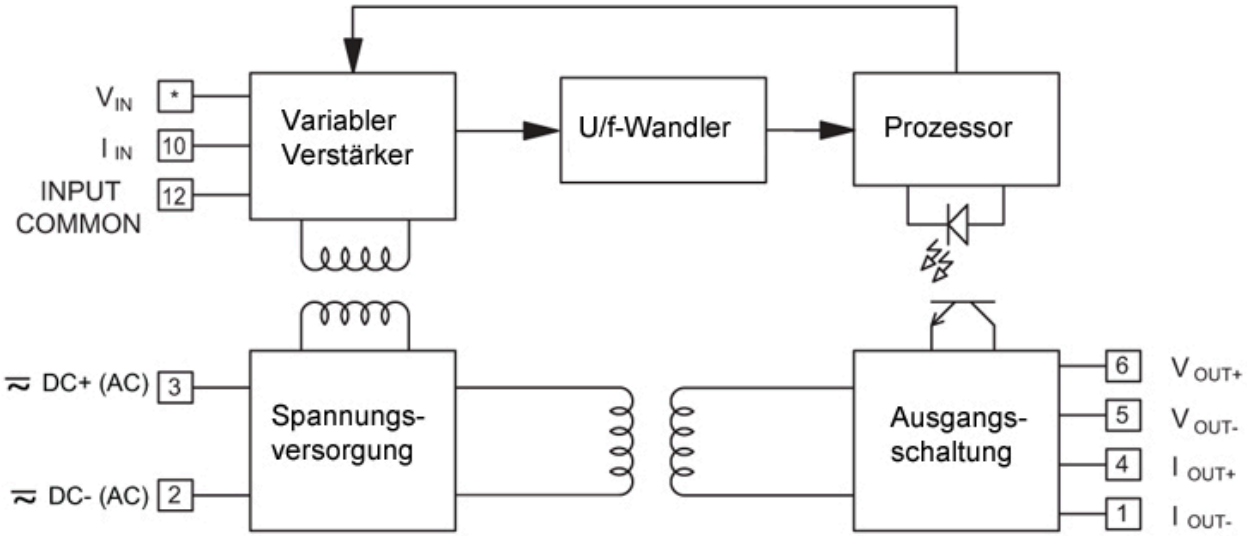 V IN
*
I IN
10
INPUT
COMMON
12
Variabler
Verstärker
U/f-Wandler
Prozessor
DC+ (AC)
3
DC- (AC)
2
Spannungs-
versorgung
Ausgangs-
schaltung
6
V OUT+
5
V OUT-
4
I OUT+
1
I OUT-